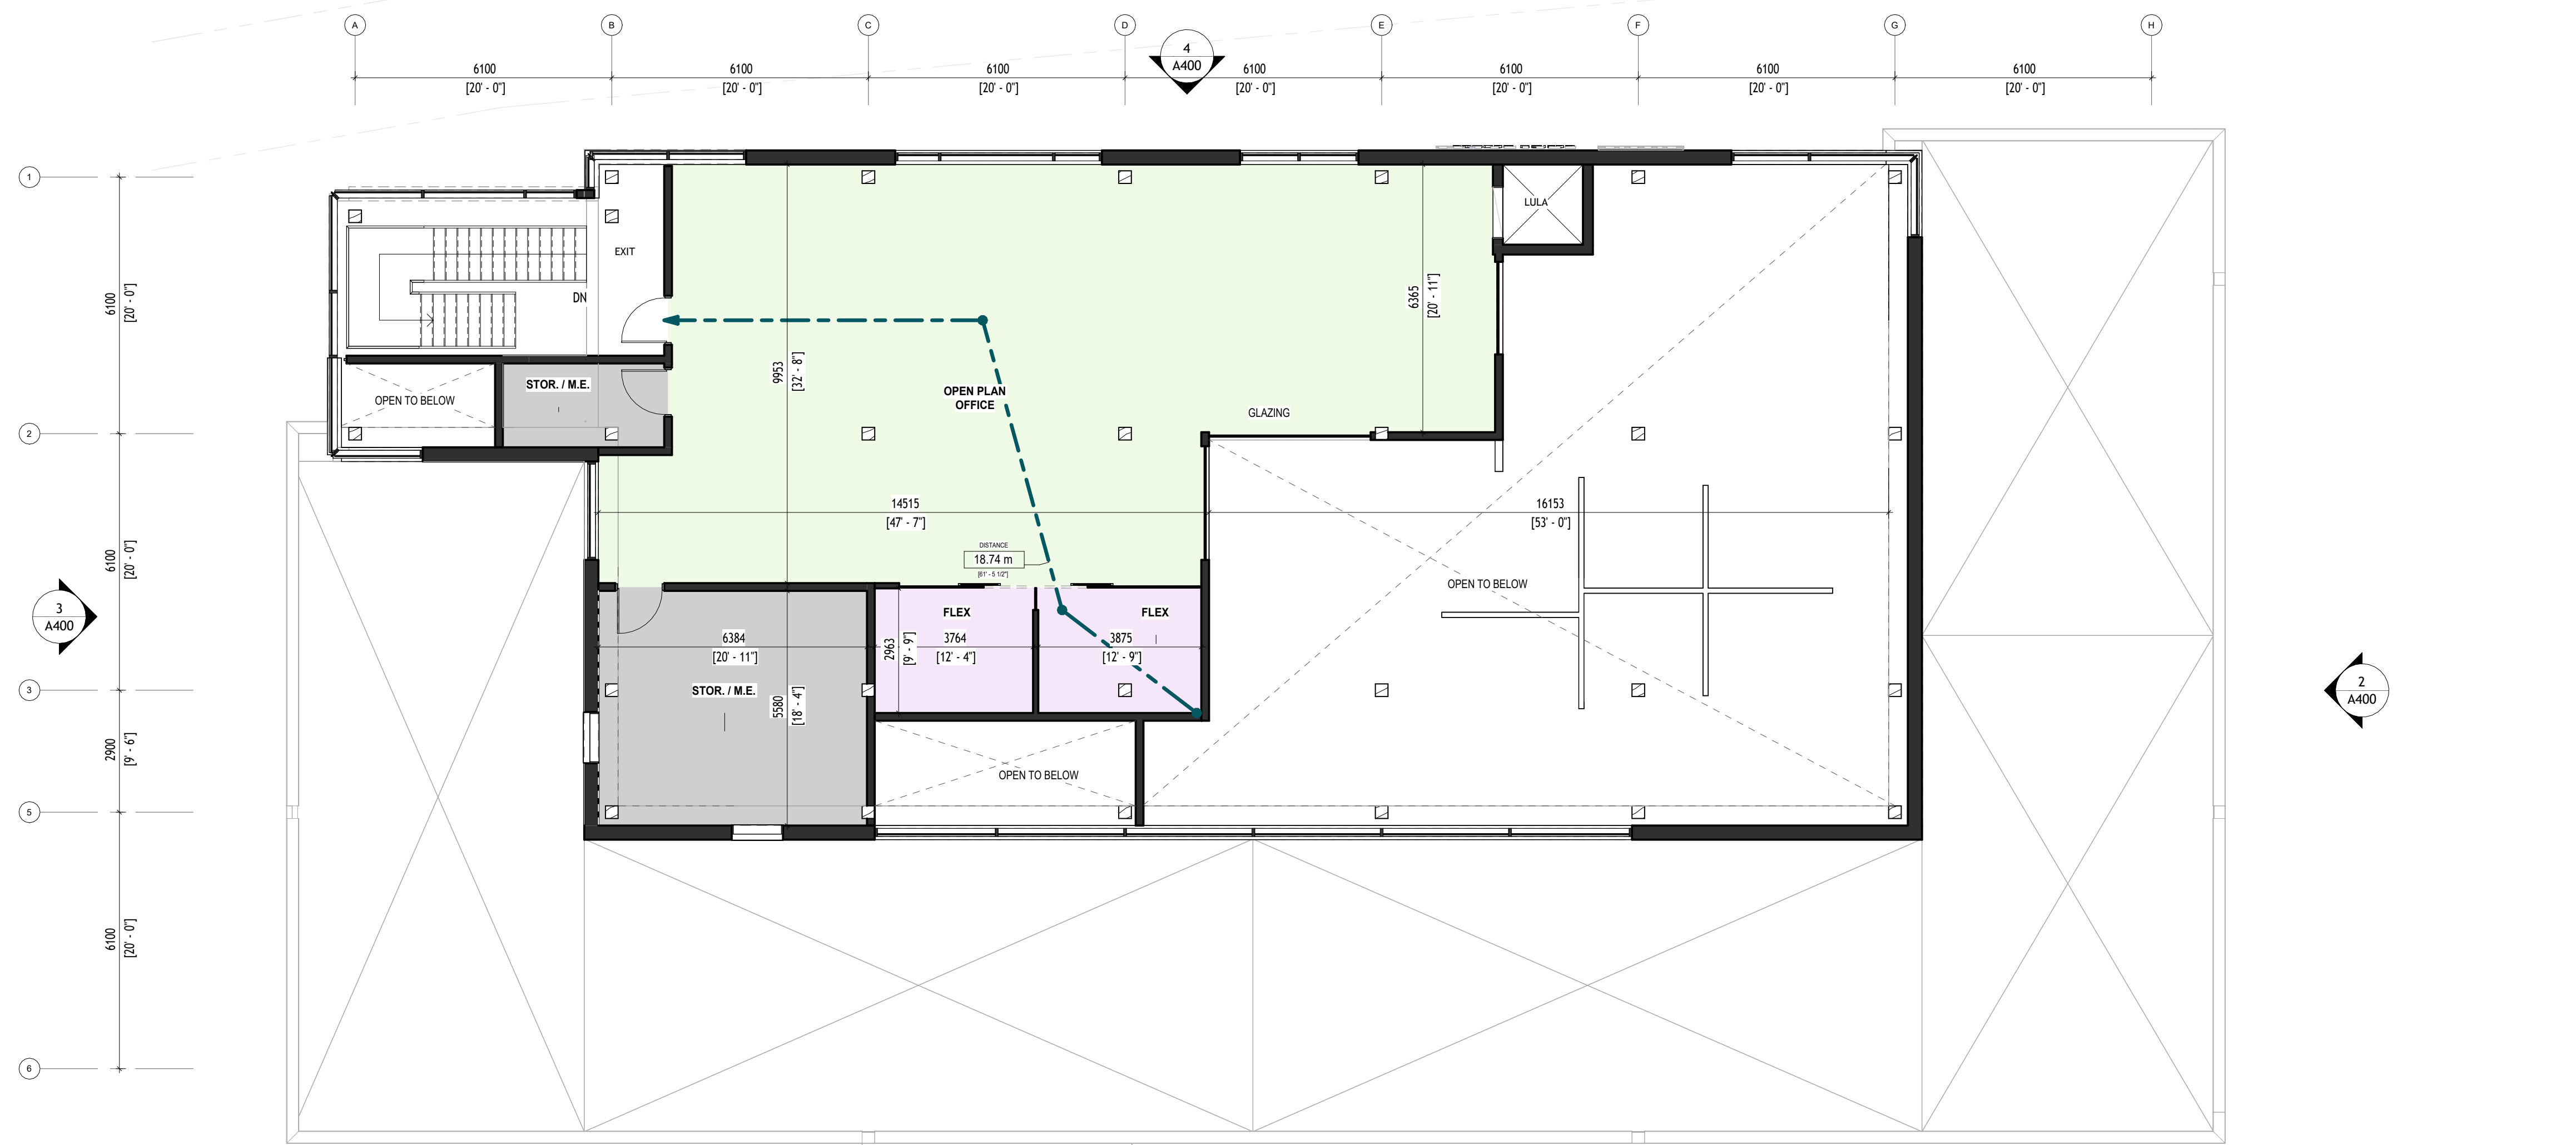 A
B
C
D
E
F
G
H
4
A400
6100
6100
6100
6100
6100
6100
6100
[20' - 0"]
[20' - 0"]
[20' - 0"]
[20' - 0"]
[20' - 0"]
[20' - 0"]
[20' - 0"]
1
2
3
5
6
6100
[20' - 0"]
6100
[20' - 0"]
2900
[9' - 6"]
6100
[20' - 0"]
3
A400
2
A400
EXIT
DN
LULA
STOR. / M.E.
OPEN TO BELOW
6365
[20' - 11"]
9953
[32' - 8"]
OPEN PLAN
OFFICE
GLAZING
14515
[47' - 7"]
16153
[53' - 0"]
DISTANCE
18.74 m
[61' - 5 1/2"]
OPEN TO BELOW
FLEX
FLEX
6384
[20' - 11"]
2963
[9' - 9"]
3764
[12' - 4"]
3875
[12' - 9"]
STOR. / M.E.
5580
[18' - 4"]
OPEN TO BELOW